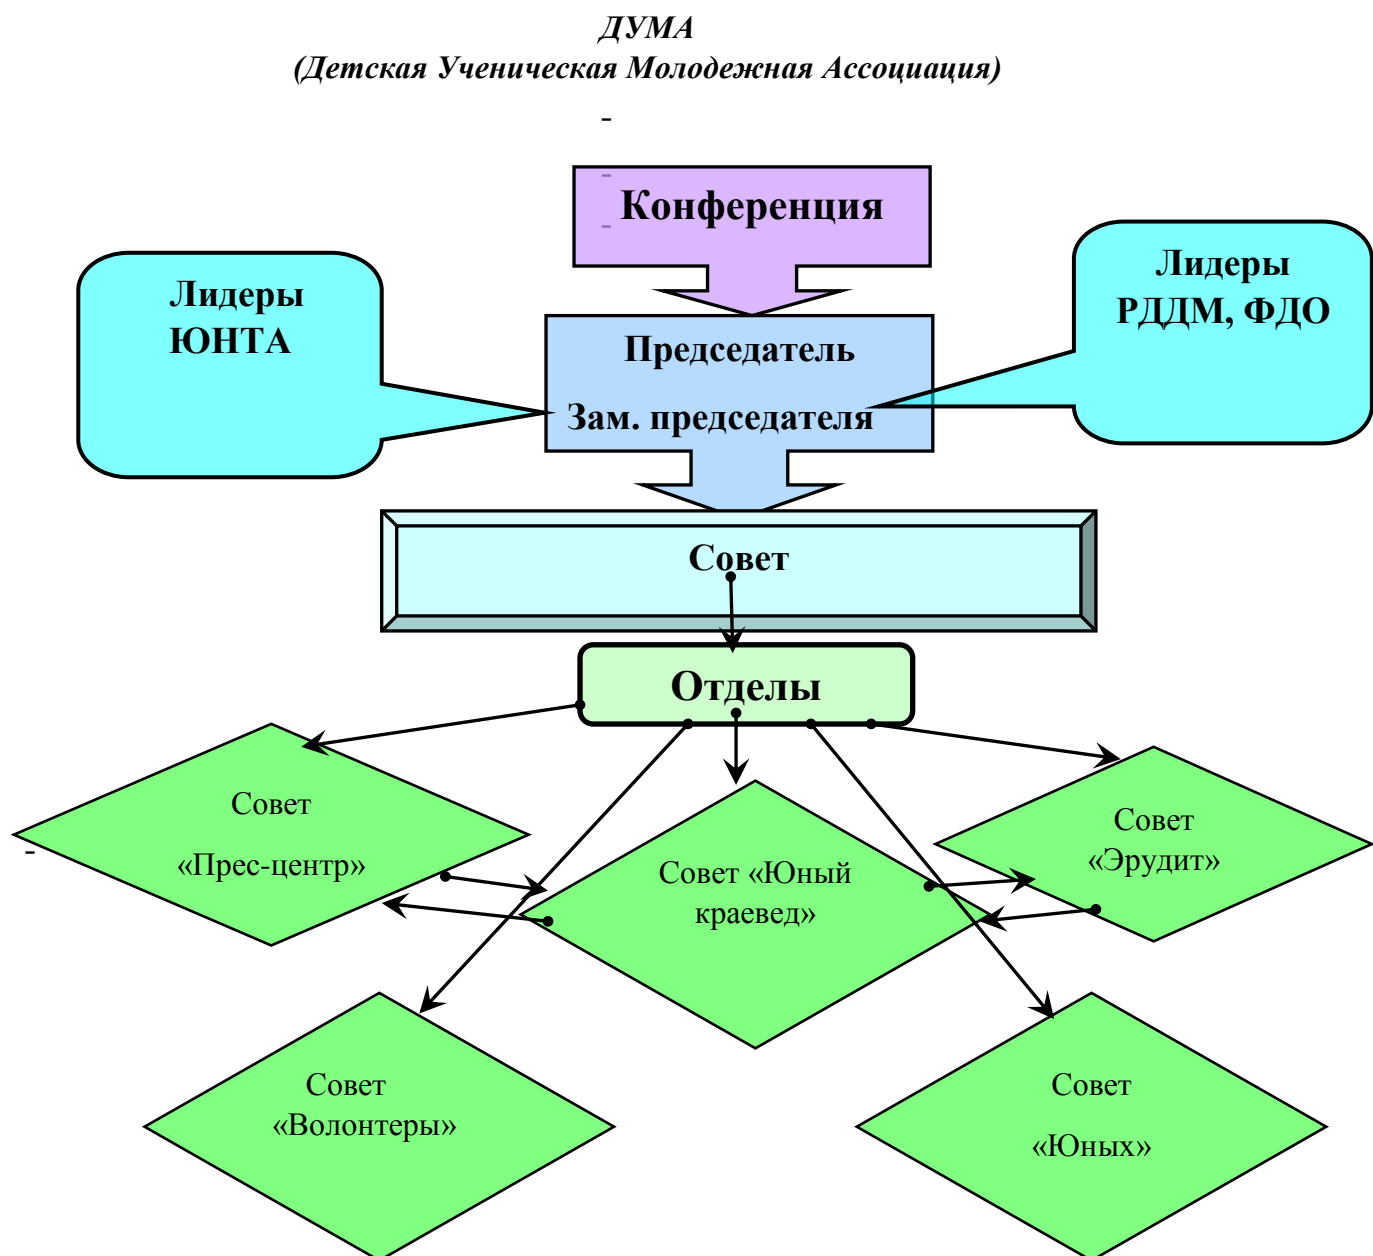 ДУМА
(Детская Ученическая Молодежная Ассоциация)
-
-
Конференция
-
Лидеры
ЮНТА
Лидеры
РДДМ, ФДО
Председатель
Зам. председателя
Совет
Отделы
Совет
«Прес-центр»
-
Совет «Юный
краевед»
Совет
«Эрудит»
Совет
«Волонтеры»
Совет
«Юных»